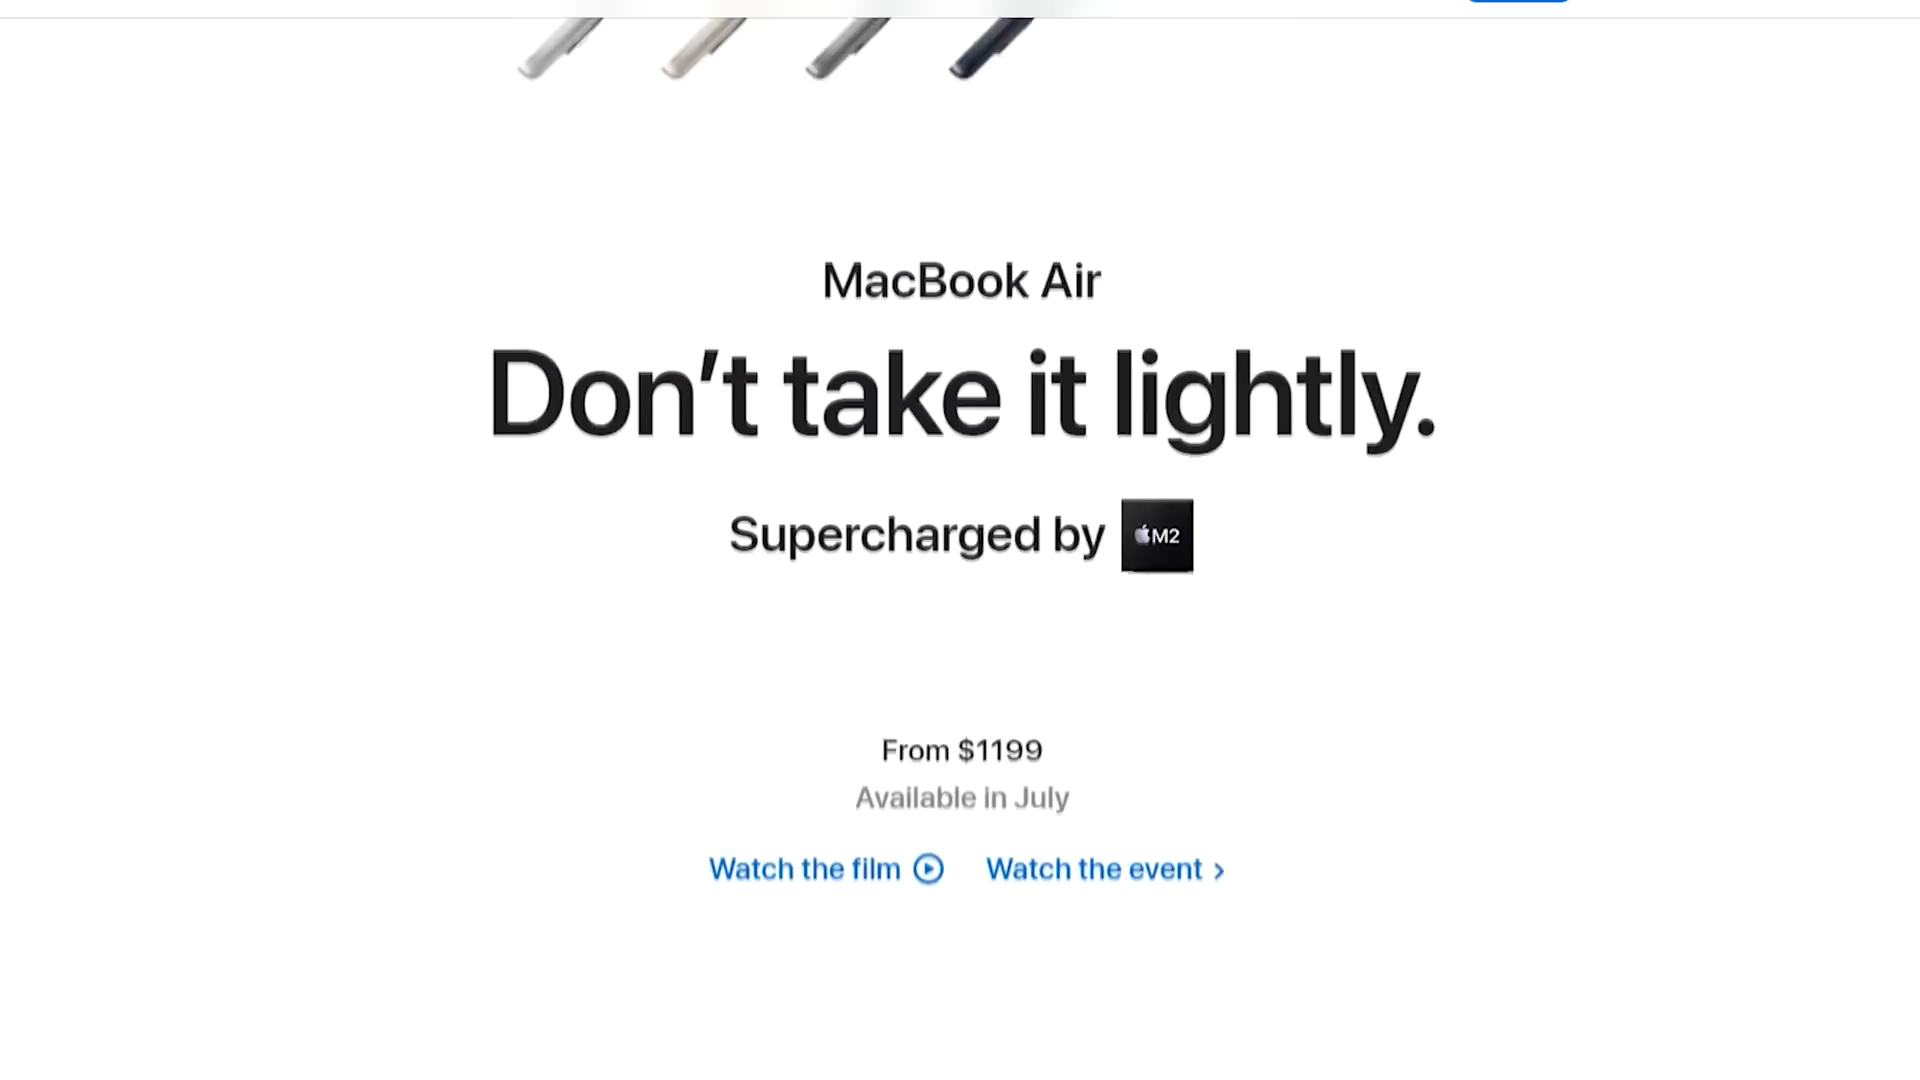 MacBook Air
Don't take it lightly.
Supercharged by M2
From $1199
Available in July
Watch the film Watch the event